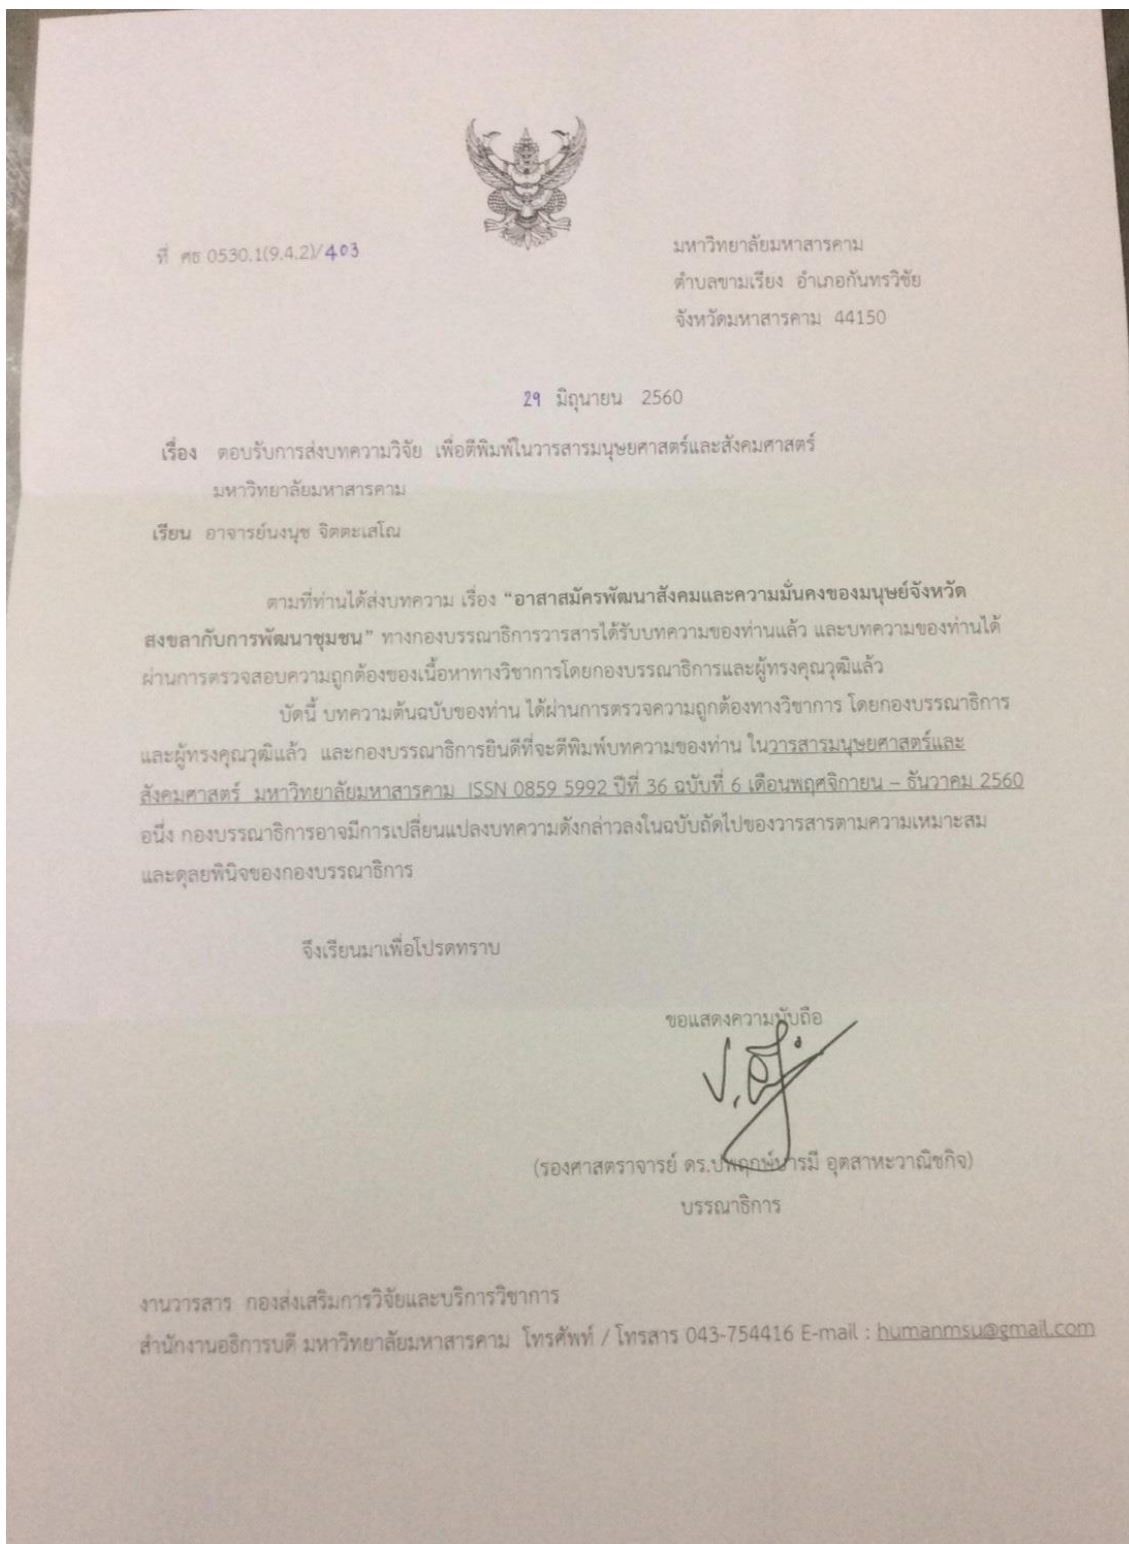 ที่ ศธ 0530.1(9.4.2)/403
มหาวิทยาลัยมหาสารคาม
ตำบลขามเรียง อำเภอกันทรวิชัย
จังหวัดมหาสารคาม 44150
29 มิถุนายน 2560
เรื่อง ตอบรับการส่งบทความวิจัย เพื่อตีพิมพ์ในวารสารมนุษยศาสตร์และสังคมศาสตร์
มหาวิทยาลัยมหาสารคาม
เรียน อาจารย์นงนุช จิตตะเสโณ
ตามที่ท่านได้ส่งบทความ เรื่อง “อาสาสมัครพัฒนาสังคมและความมั่นคงของมนุษย์จังหวัด
สงขลากับการพัฒนาชุมชน” ทางกองบรรณาธิการวารสารได้รับบทความของท่านแล้ว และบทความของท่านได้
ผ่านการตรวจสอบความถูกต้องของเนื้อหาทางวิชาการโดยกองบรรณาธิการและผู้ทรงคุณวุฒิแล้ว
บัดนี้ บทความต้นฉบับของท่าน ได้ผ่านการตรวจความถูกต้องทางวิชาการ โดยกองบรรณาธิการ
และผู้ทรงคุณวุฒิแล้ว และกองบรรณาธิการยินดีที่จะตีพิมพ์บทความของท่าน ในวารสารมนุษยศาสตร์และ
สังคมศาสตร์ มหาวิทยาลัยมหาสารคาม ISSN 0859 5992 ปีที่ 36 ฉบับที่ 6 เดือนพฤศจิกายน – ธันวาคม 2560
อนึ่ง กองบรรณาธิการอาจมีการเปลี่ยนแปลงบทความดังกล่าวลงในฉบับถัดไปของวารสารตามความเหมาะสม
และดุลยพินิจของกองบรรณาธิการ
จึงเรียนมาเพื่อโปรดทราบ
ขอแสดงความนับถือ
(รองศาสตราจารย์ ดร.ปพฤกษ์บารมี อุตสาหะวาณิชกิจ)
บรรณาธิการ
งานวารสาร กองส่งเสริมการวิจัยและบริการวิชาการ
สำนักงานอธิการบดี มหาวิทยาลัยมหาสารคาม โทรศัพท์ / โทรสาร 043-754416 E-mail : humanmsu@gmail.com